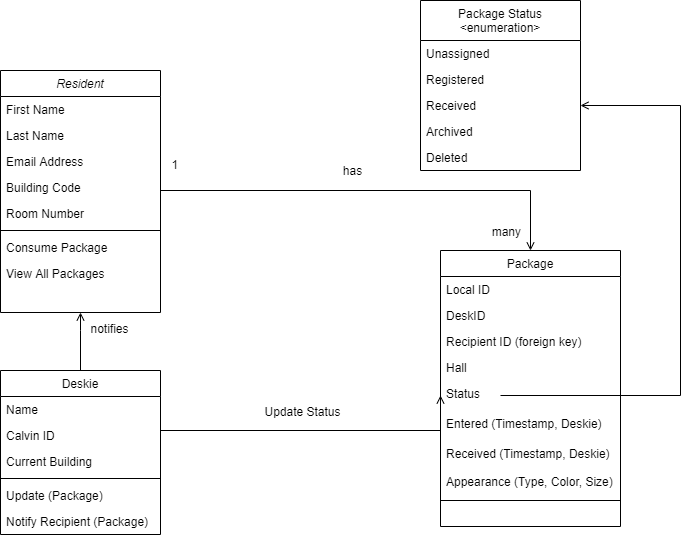 Package Status
<enumeration>
Unassigned
Registered
Received
Archived
Deleted
Resident
First Name
Last Name
Email Address
Building Code
Room Number
Consume Package
View All Packages
1
has
many
Package
Local ID
DeskID
Recipient ID (foreign key)
Hall
Status
Entered (Timestamp, Deskie)
Received (Timestamp, Deskie)
Appearance (Type, Color, Size)
notifies
Deskie
Name
Calvin ID
Current Building
Update (Package)
Notify Recipient (Package)
Update Status